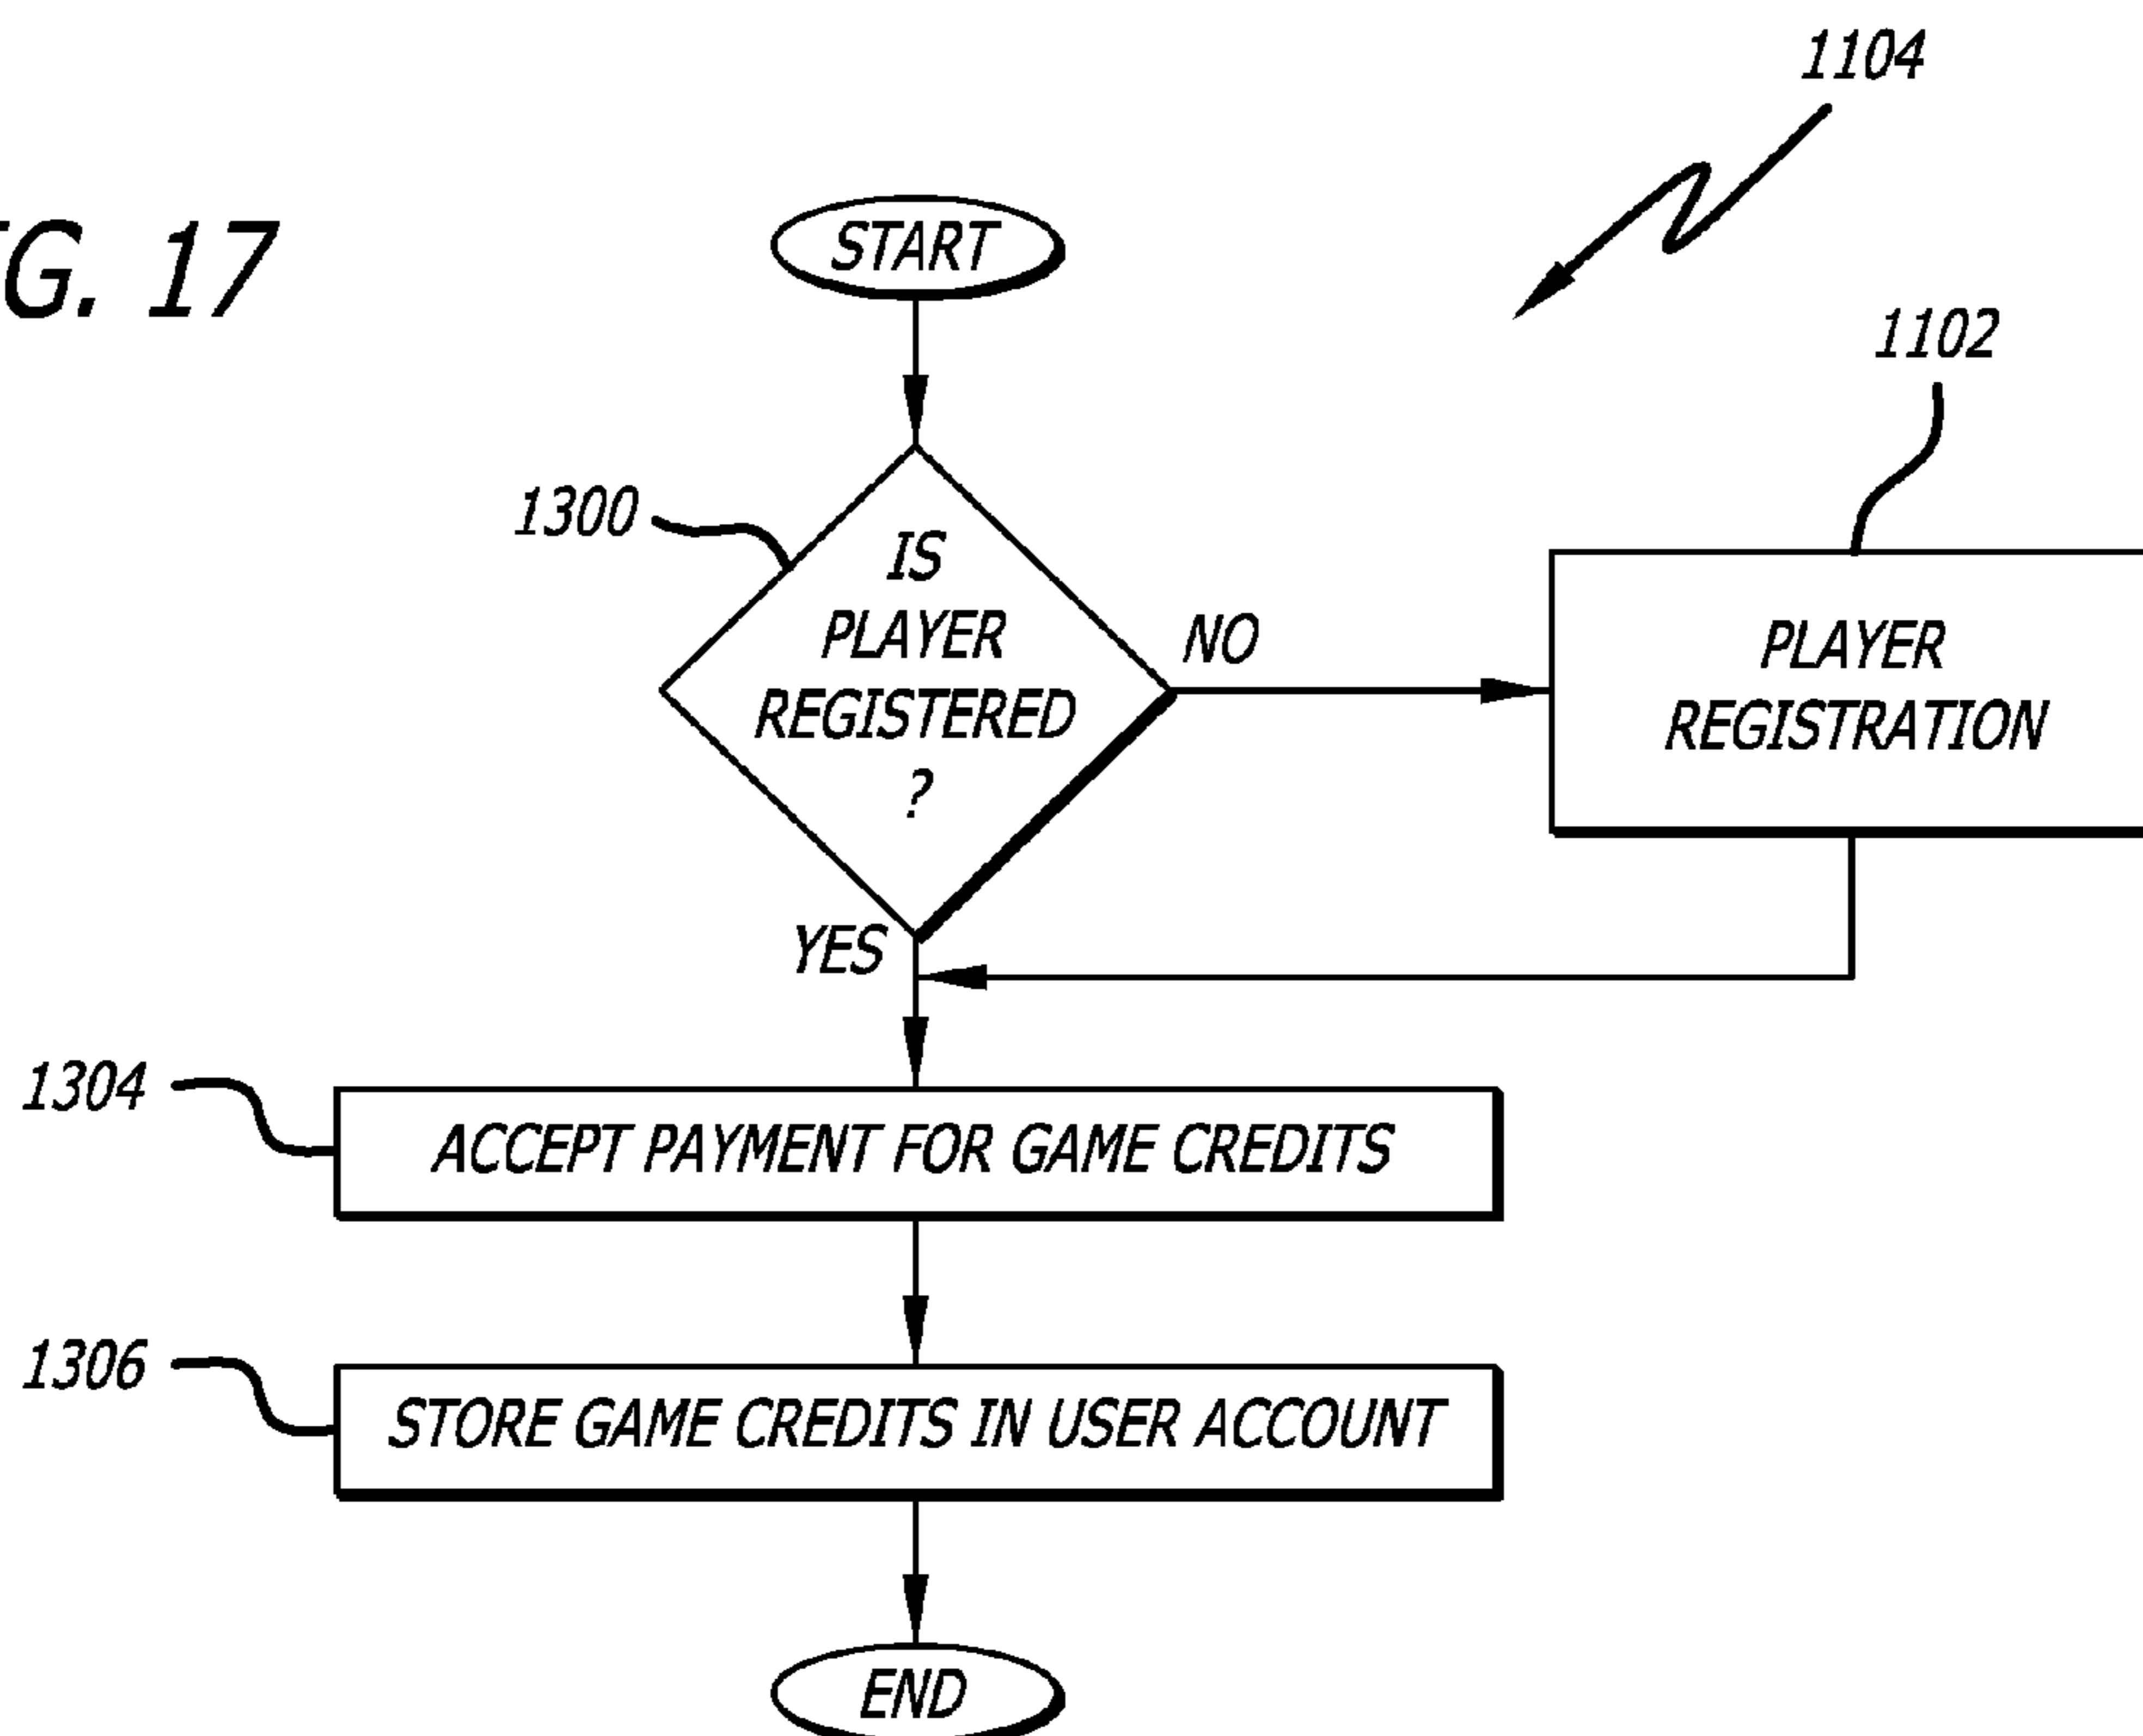 1104
G. 17
START
1102
1300
IS
PLAYER
REGISTERED
?
NO
PLAYER
REGISTRATION
YES
1304
ACCEPT PAYMENT FOR GAME CREDITS
1306
STORE GAME CREDITS IN USER ACCOUNT
END